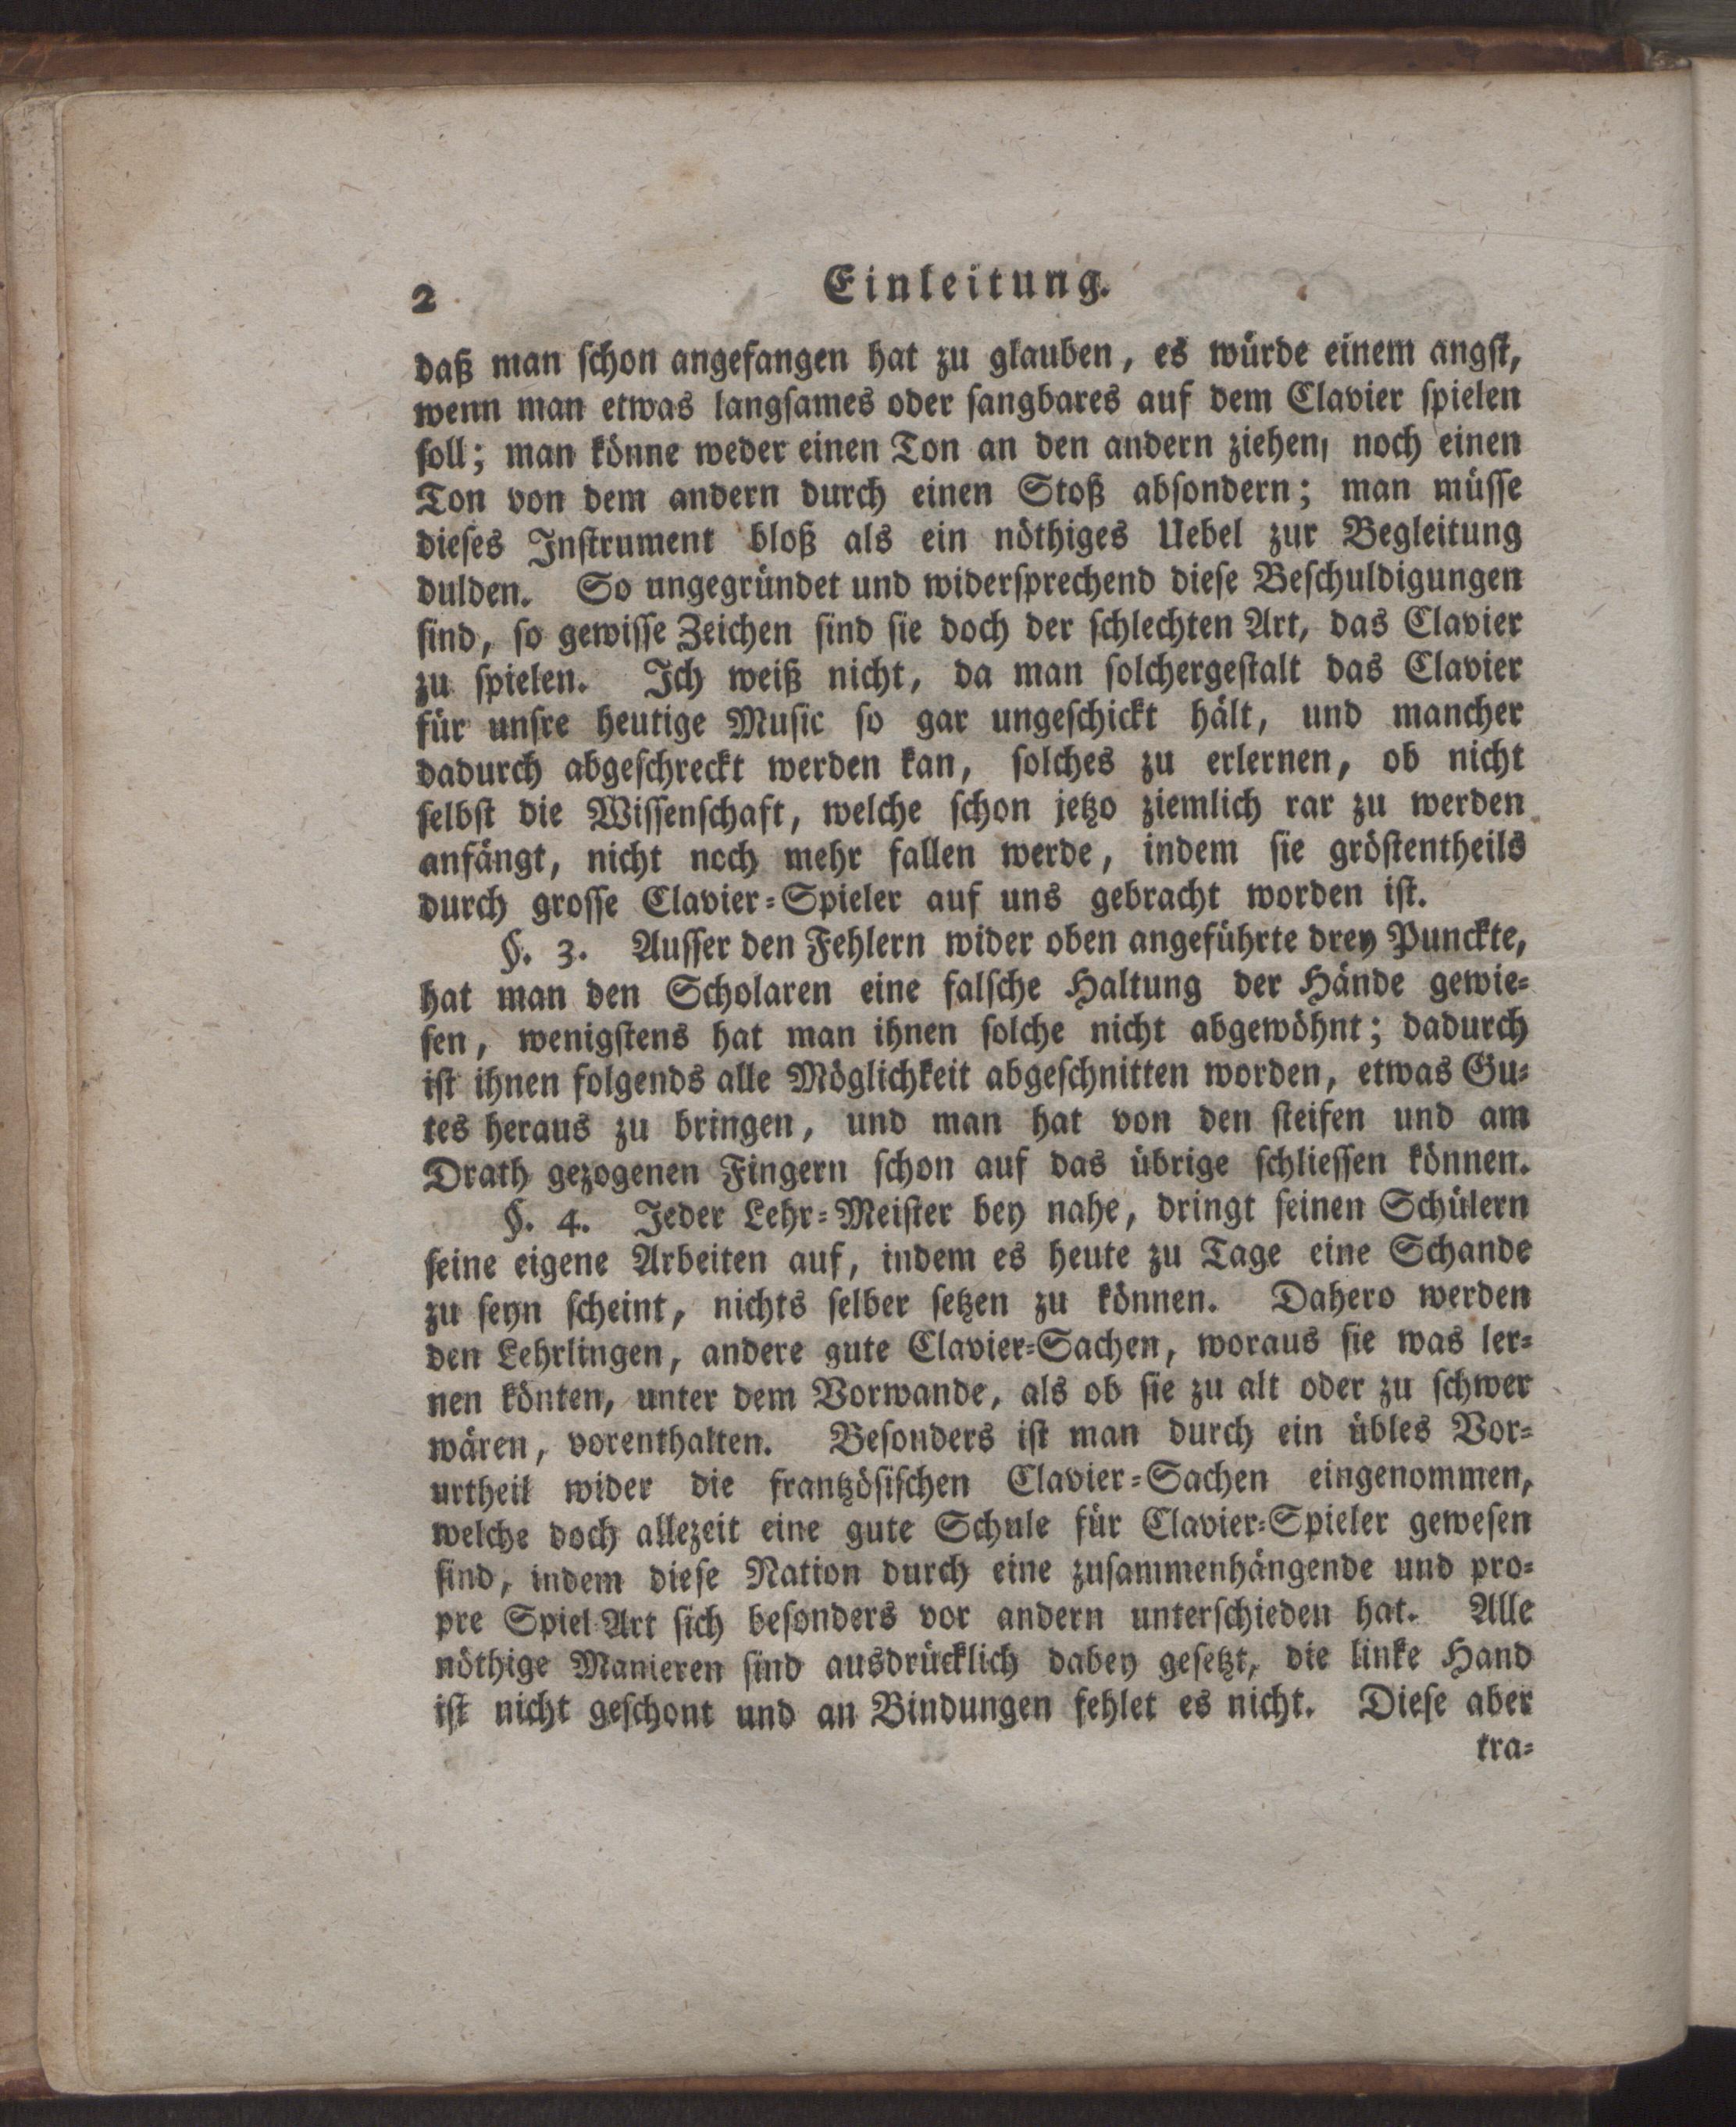 2 Einleitung.
daß man ſchon angefangen hat zu glauben, es würde einem angſt,
wenn man etwas langſames oder ſangbares auf dem Clavier ſpielen
ſoll; man könne weder einen Ton an den andern ziehen, noch einen
Ton von dem andern durch einen Stoß abſondern; man müſſe
dieſes Inſtrument bloß als ein nöthiges Uebel zur Begleitung
dulden. So ungegründet und widerſprechend dieſe Beſchuldigungen
ſind, ſo gewiſſe Zeichen ſind ſie doch der ſchlechten Art, das Clavier
zu ſpielen. Ich weiß nicht, da man ſolchergeſtalt das Clavier
für unſre heutige Muſic ſo gar ungeſchickt hält, und mancher
dadurch abgeſchreckt werden kan, ſolches zu erlernen, ob nicht
ſelbſt die Wiſſenſchaft, welche ſchon jetzo ziemlich rar zu werden
anfängt, nicht noch mehr fallen werde, indem ſie gröſtentheils
durch groſſe Clavier-Spieler auf uns gebracht worden iſt.
§. 3. Auſſer den Fehlern wider oben angeführte drey Punckte,
hat man den Scholaren eine falſche Haltung der Hände gewie-
ſen, wenigſtens hat man ihnen ſolche nicht abgewöhnt; dadurch
iſt ihnen folgends alle Möglichkeit abgeſchnitten worden, etwas Gu-
tes heraus zu bringen, und man hat von den ſteifen und am
Drath gezogenen Fingern ſchon auf das übrige ſchlieſſen können.
§. 4. Jeder Lehr-Meiſter bey nahe, dringt ſeinen Schülern
ſeine eigene Arbeiten auf, indem es heute zu Tage eine Schande
zu ſeyn ſcheint, nichts ſelber ſetzen zu können. Dahero werden
den Lehrlingen, andere gute Clavier-Sachen, woraus ſie was ler-
nen könten, unter dem Vorwande, als ob ſie zu alt oder zu ſchwer
wären, vorenthalten. Beſonders iſt man durch ein übles Vor-
urtheil wider die frantzöſiſchen Clavier-Sachen eingenommen,
welche doch allezeit eine gute Schule für Clavier-Spieler geweſen
ſind, indem dieſe Nation durch eine zuſammenhängende und pro-
pre Spiel-Art ſich beſonders vor andern unterſchieden hat. Alle
nöthige Manieren ſind ausdrücklich dabey geſetzt, die linke Hand
iſt nicht geſchont und an Bindungen fehlet es nicht. Dieſe aber
tra-